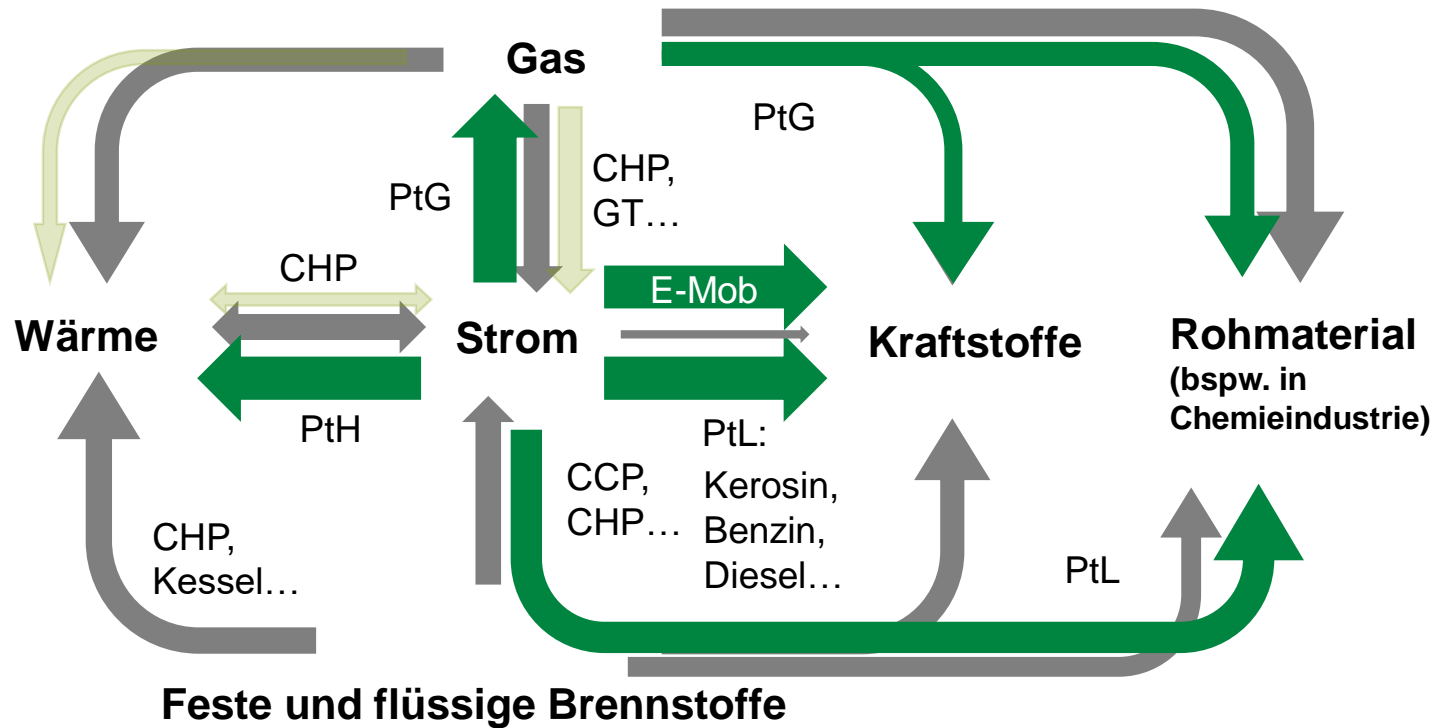 Gas
PtG
PtG
CHP,
GT…
CHP
E-Mob
Wärme
Strom
Kraftstoffe
Rohmaterial
(bspw. in
Chemieindustrie)
PtH
PtL:
Kerosin,
Benzin,
Diesel…
CCP,
CHP…
CHP,
Kessel…
PtL
Feste und flüssige Brennstoffe